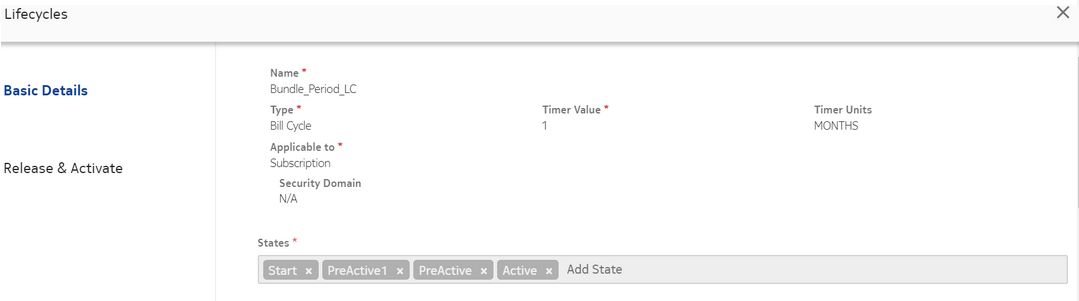 Lifecycles ×
Basic Details
Release & Activate
Name *
Bundle_Period_LC
Type * Timer Value * Timer Units
Bill Cycle 1 MONTHS
Applicable to *
Subscription
Security Domain
N/A
States *
Start × PreActive1 × PreActive × Active × Add State